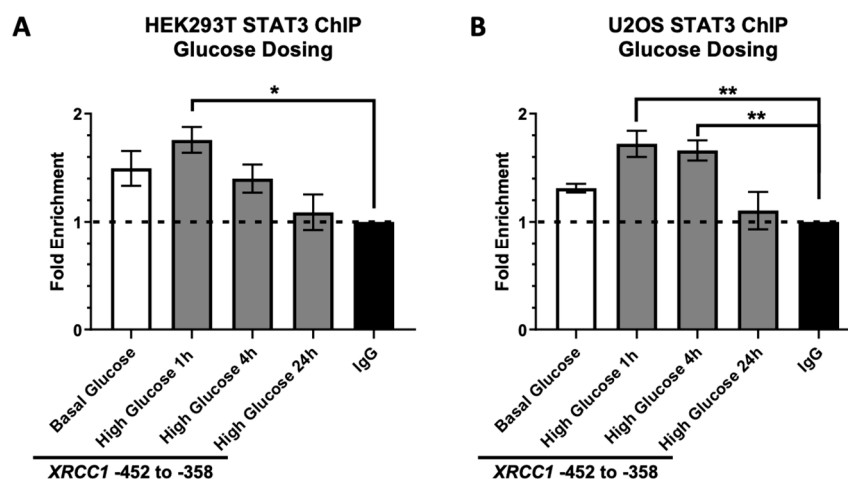 A
HEK293T STAT3 ChIP
Glucose Dosing
*
Fold Enrichment
2
1
0
Basal Glucose
High Glucose 1h
High Glucose 4h
High Glucose 24h
IgG
XRCC1 -452 to -358
B
U2OS STAT3 ChIP
Glucose Dosing
**
**
Fold Enrichment
2
1
0
Basal Glucose
High Glucose 1h
High Glucose 4h
High Glucose 24h
IgG
XRCC1 -452 to -358